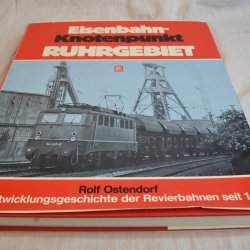 Eisenbahn-
Knotenpunkt
RUHRGEBIET
Rolf Ostendorf
twicklungsgeschichte der Revierbahnen seit 1